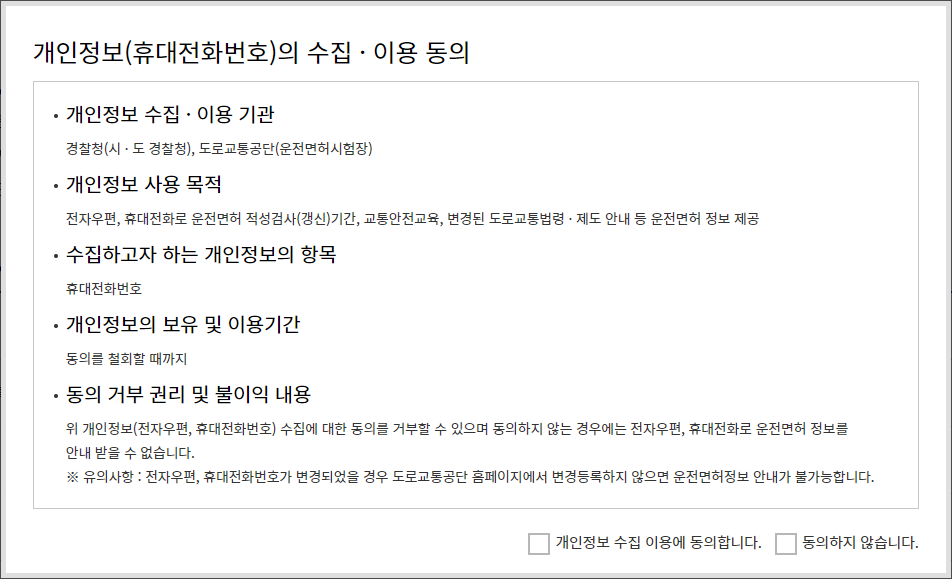 개인정보(휴대전화번호)의 수집 · 이용 동의
• 개인정보 수집 · 이용 기관
경찰청(시 · 도 경찰청), 도로교통공단(운전면허시험장)
• 개인정보 사용 목적
전자우편, 휴대전화로 운전면허 적성검사(갱신)기간, 교통안전교육, 변경된 도로교통법령 · 제도 안내 등 운전면허 정보 제공
• 수집하고자 하는 개인정보의 항목
휴대전화번호
• 개인정보의 보유 및 이용기간
동의를 철회할 때까지
• 동의 거부 권리 및 불이익 내용
위 개인정보(전자우편, 휴대전화번호) 수집에 대한 동의를 거부할 수 있으며 동의하지 않는 경우에는 전자우편, 휴대전화로 운전면허 정보를
안내 받을 수 없습니다.
※ 유의사항 : 전자우편, 휴대전화번호가 변경되었을 경우 도로교통공단 홈페이지에서 변경등록하지 않으면 운전면허정보 안내가 불가능합니다.
개인정보 수집 이용에 동의합니다. 동의하지 않습니다.